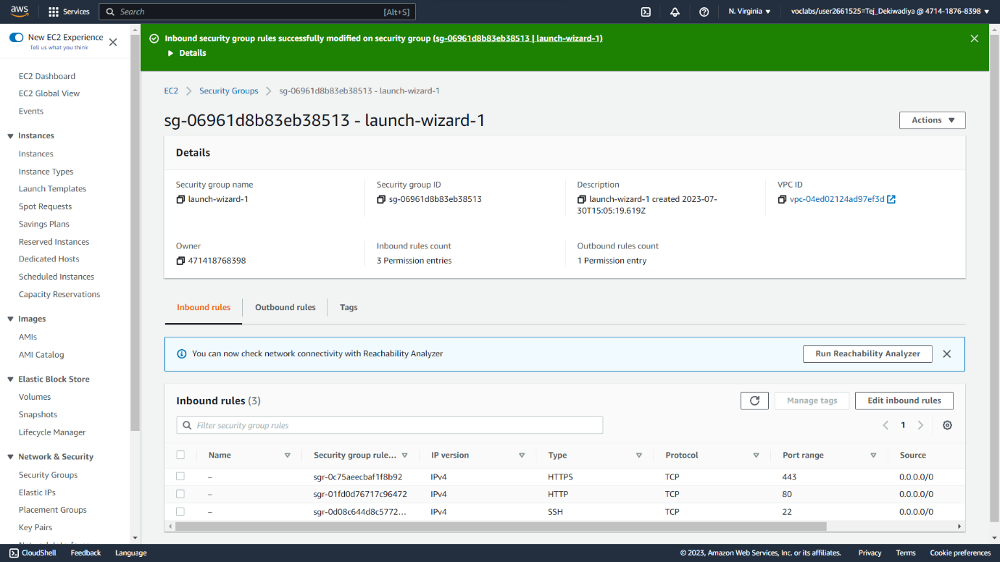 aws
Services
Search
[Alt+S]
N. Virginia
voclabs/user2661525=Tej_Dekiwadiya @ 4714-1876-8398
New EC2 Experience
Tell us what you think
EC2 Dashboard
EC2 Global View
Events
Instances
Instances
Instance Types
Launch Templates
Spot Requests
Savings Plans
Reserved Instances
Dedicated Hosts
Scheduled Instances
Capacity Reservations
Images
AMIs
AMI Catalog
Elastic Block Store
Volumes
Snapshots
Lifecycle Manager
Network & Security
Security Groups
Elastic IPs
Placement Groups
Key Pairs
Inbound security group rules successfully modified on security group (sg-06961d8b83eb38513 | launch-wizard-1)
Details
EC2 Security Groups sg-06961d8b83eb38513 - launch-wizard-1
sg-06961d8b83eb38513 - launch-wizard-1
Actions
Details
Security group name
launch-wizard-1
Security group ID
sg-06961d8b83eb38513
Description
launch-wizard-1 created 2023-07-
30T15:05:19.619Z
VPC ID
vpc-04ed02124ad97ef3d
Owner
471418768398
Inbound rules count
3 Permission entries
Outbound rules count
1 Permission entry
Inbound rules Outbound rules Tags
You can now check network connectivity with Reachability Analyzer
Run Reachability Analyzer
Inbound rules (3)
Manage tags
Edit inbound rules
Filter security group rules
1
Name Security group rule... IP version Type Protocol Port range Source
– sgr-0c75aeecbaf1f8b92 IPv4 HTTPS TCP 443 0.0.0.0/0
– sgr-01fd0d76717c96472 IPv4 HTTP TCP 80 0.0.0.0/0
– sgr-0d08c644d8c5772... IPv4 SSH TCP 22 0.0.0.0/0
CloudShell Feedback Language
© 2023, Amazon Web Services, Inc. or its affiliates. Privacy Terms Cookie preferences